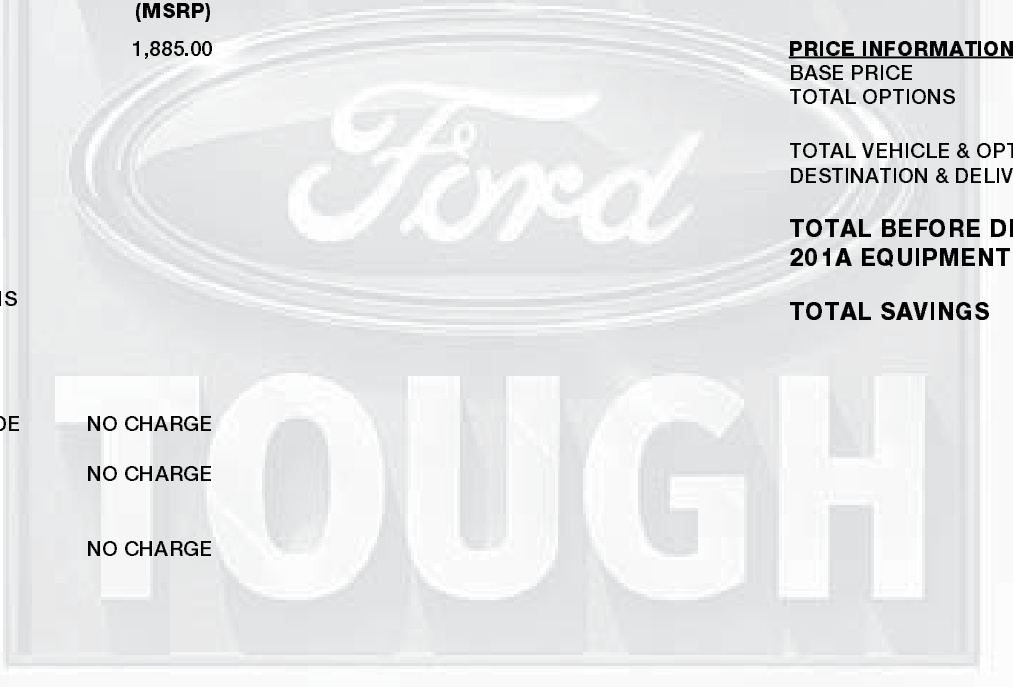 (MSRP)
1,885.00
PRICE INFORMATION
BASE PRICE
TOTAL OPTIONS
TOTAL VEHICLE & OPT
DESTINATION & DELIV
TOTAL BEFORE DI
201A EQUIPMENT
TOTAL SAVINGS
Ford
IS
TOUGH
DE NO CHARGE
NO CHARGE
NO CHARGE